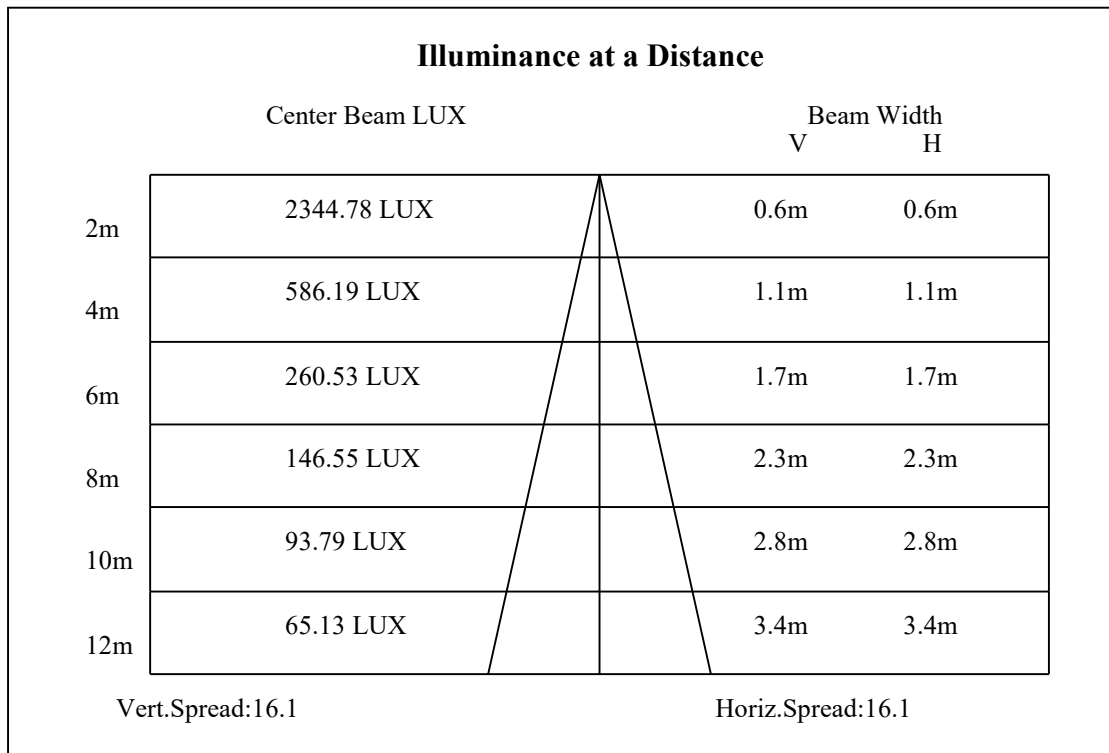 Illuminance at a Distance
Center Beam LUX Beam Width
V H
2344.78 LUX 0.6m 0.6m
2m
586.19 LUX 1.1m 1.1m
4m
260.53 LUX 1.7m 1.7m
6m
146.55 LUX 2.3m 2.3m
8m
93.79 LUX 2.8m 2.8m
10m
65.13 LUX 3.4m 3.4m
12m
Vert.Spread:16.1 Horiz.Spread:16.1